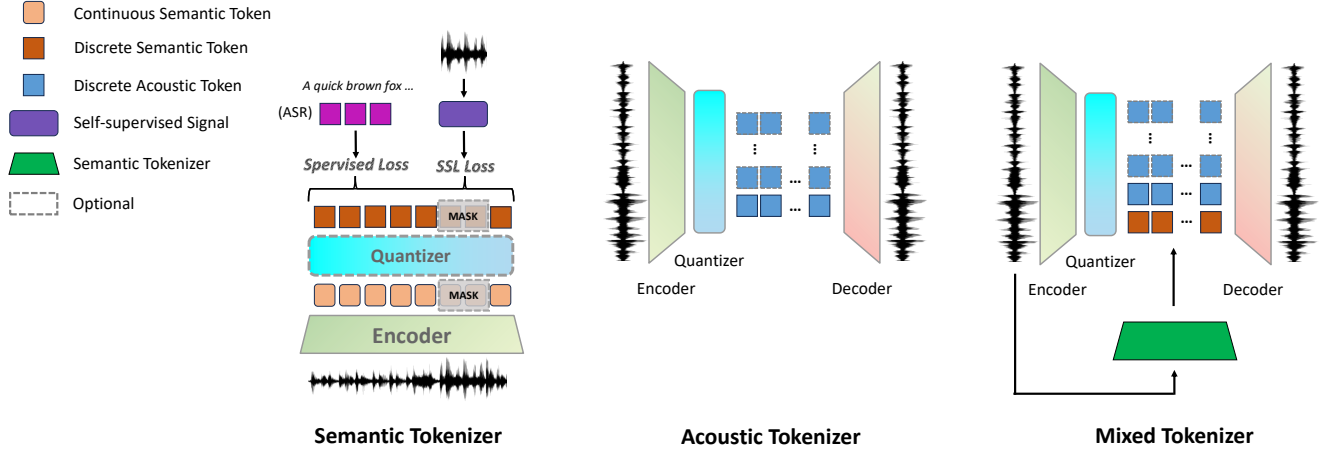 Continuous Semantic Token
Discrete Semantic Token
Discrete Acoustic Token
Self-supervised Signal
Semantic Tokenizer
Optional
A quick brown fox ...
(ASR)
Spervised Loss
SSL Loss
MASK
Quantizer
MASK
Encoder
Semantic Tokenizer
...
...
...
...
Quantizer
Encoder
Decoder
Acoustic Tokenizer
...
...
...
...
...
Quantizer
Encoder
Decoder
Mixed Tokenizer